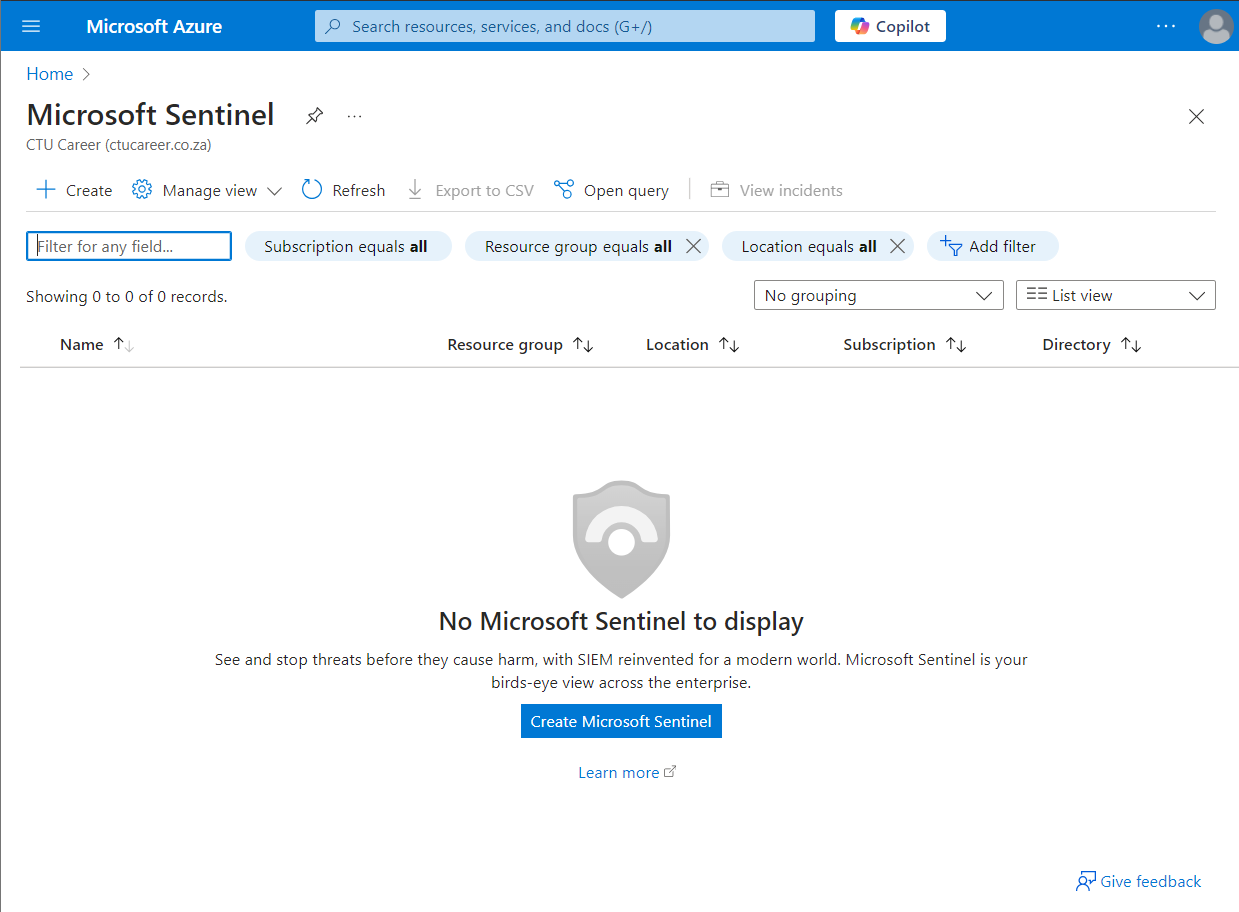 Microsoft Azure
Search resources, services, and docs (G+/)
Copilot
Home
Microsoft Sentinel
CTU Career (ctucareer.co.za)
Create
Manage view
Refresh
Export to CSV
Open query
View incidents
Filter for any field...
Subscription equals all
Resource group equals all
Location equals all
Add filter
Showing 0 to 0 of 0 records.
No grouping
List view
Name
Resource group
Location
Subscription
Directory
No Microsoft Sentinel to display
See and stop threats before they cause harm, with SIEM reinvented for a modern world. Microsoft Sentinel is your
birds-eye view across the enterprise.
Create Microsoft Sentinel
Learn more
Give feedback